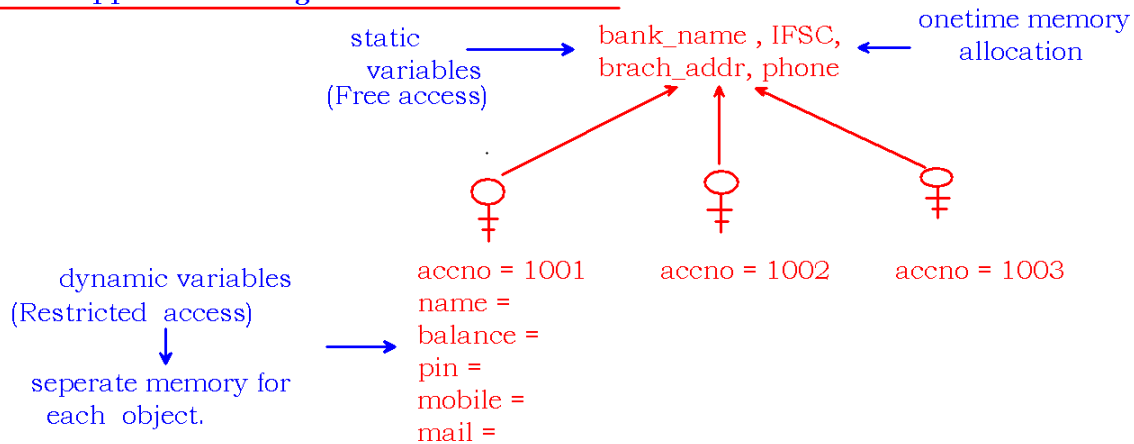 static
variables
(Free access)
bank_name , IFSC,
brach_addr, phone
onetime memory
allocation
accno = 1001
name =
balance =
pin =
mobile =
mail =
accno = 1002
accno = 1003
dynamic variables
(Restricted access)
seperate memory for
each object.